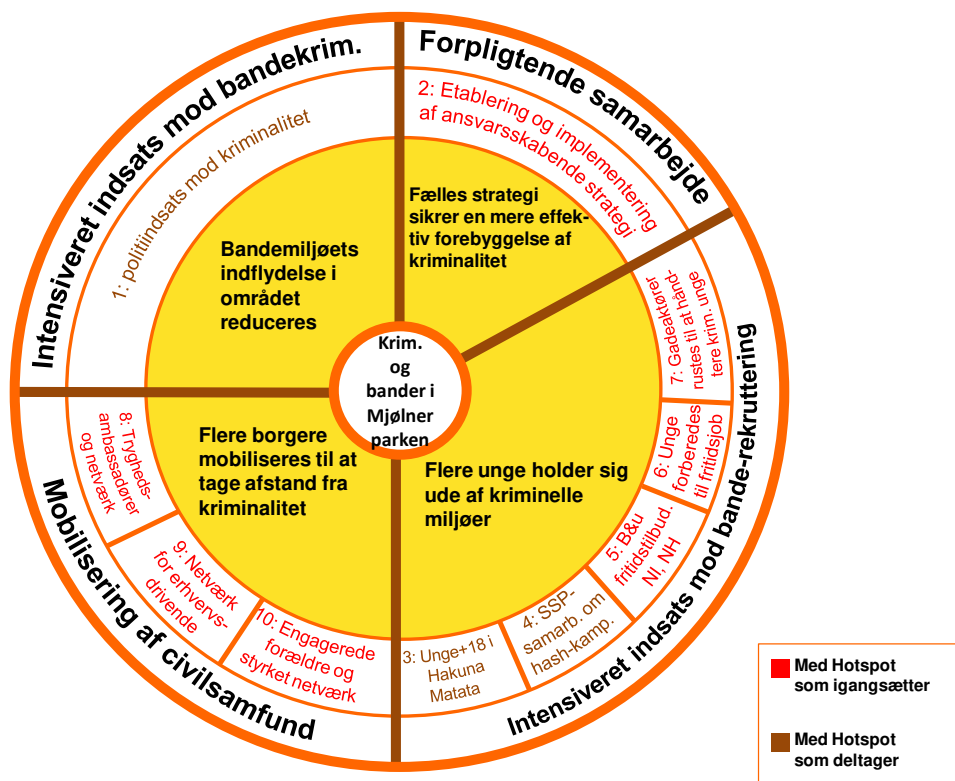 Intensiveret indsats mod bandekrim.
Forpligtende samarbejde
1: politiindsats mod kriminalitet
2: Etablering og implementering
af ansvarsskabende strategi
Bandemiljøets
indflydelse i
området
reduceres
Fælles strategi
sikrer en mere effek-
tiv forebyggelse af
kriminalitet
Krim.
og
bander i
Mjølner
parken
7: Gadeaktører
rustes til at hånd-
tere krim. unge
6: Unge
forberedes
til fritidsjob
5: B&u
fritidstilbud.
NI, NH
4: SSP-
samarb. om
hash-kamp.
3: Unge+18 i
Hakuna
Matata
Intensiveret indsats mod bande-rekruttering
Flere unge holder sig
ude af kriminelle
miljøer
Flere borgere
mobiliseres til at
tage afstand fra
kriminalitet
8: Trygheds-
ambassadører
og netværk
9: Netværk
for erhvervs-
drivende
10: Engagerede
forældre og
styrket netværk
Mobilisering af civilsamfund
Med Hotspot
som igangsætter
Med Hotspot
som deltager